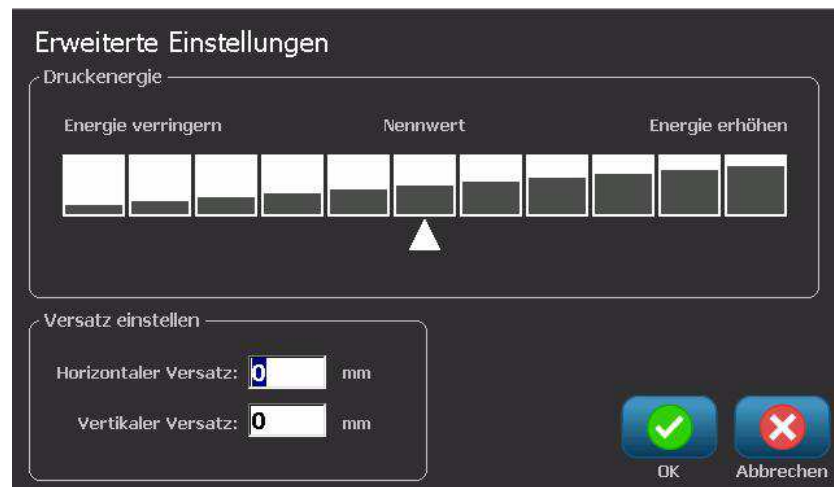 Erweiterte Einstellungen
Druckenergie
Energie verringern Nennwert Energie erhöhen
Versatz einstellen
Horizontaler Versatz: 0 mm
Vertikaler Versatz: 0 mm
OK Abbrechen